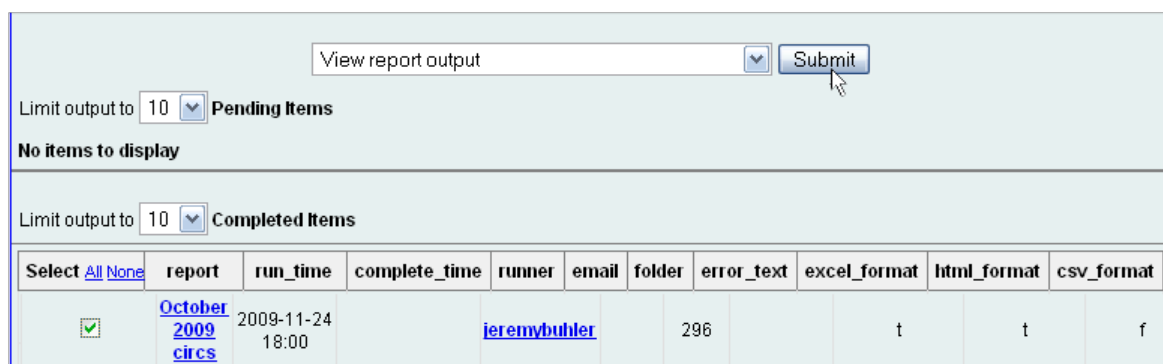 View report output Submit
Limit output to 10 Pending Items
No items to display
Limit output to 10 Completed Items
Select All None report run_time complete_time runner email folder error_text excel_format html_format csv_format
October 2009 circs 2009-11-24 18:00 jeremybuhler 296 t t f